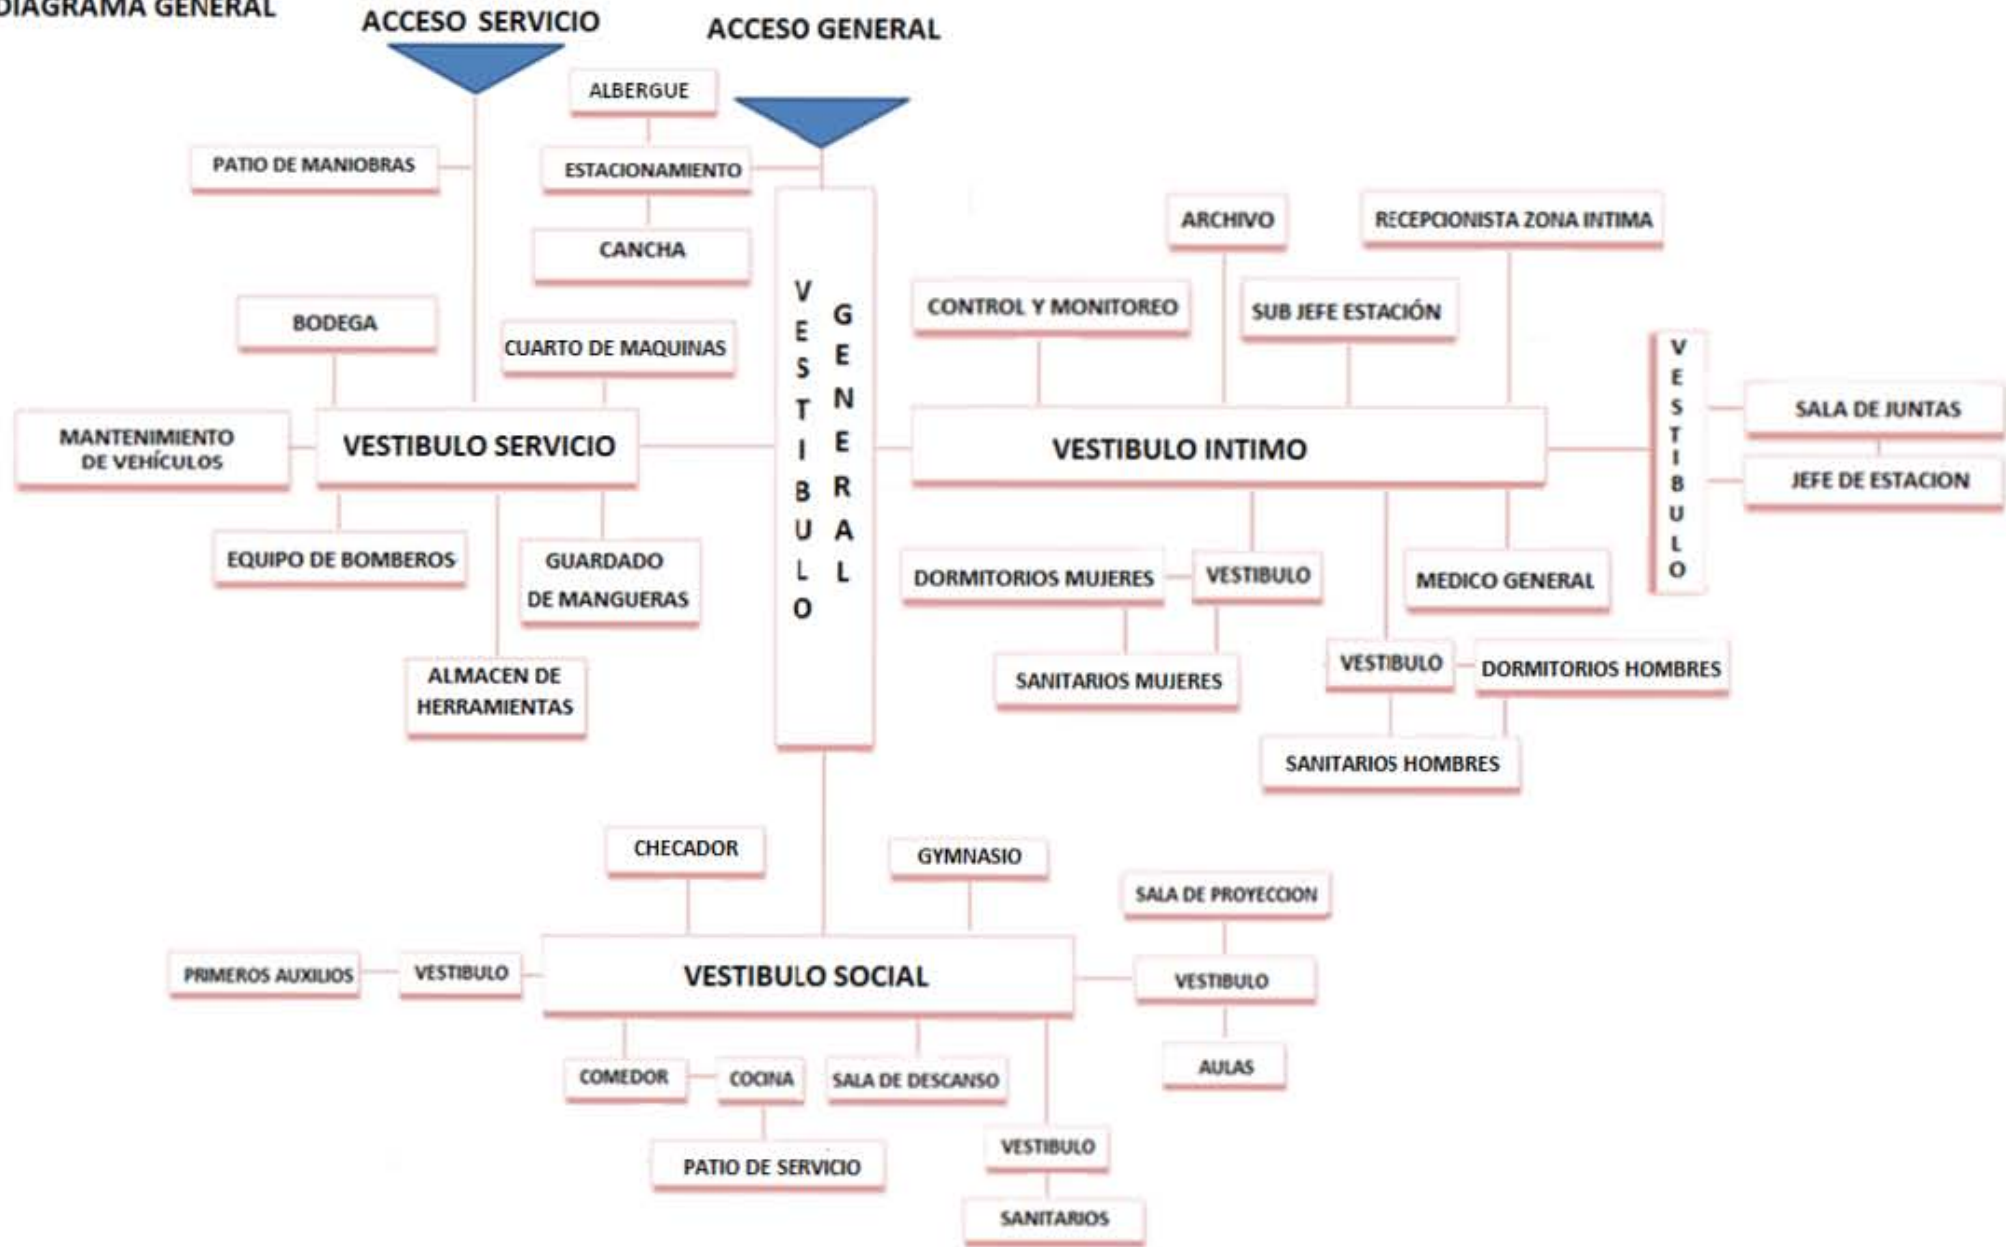 DIAGRAMA GENERAL
ACCESO SERVICIO
ACCESO GENERAL
ALBERGUE
PATIO DE MANIOBRAS
ESTACIONAMIENTO
CANCHA
ARCHIVO
RECEPCIONISTA ZONA INTIMA
BODEGA
CUARTO DE MAQUINAS
VESTIBULO
GENERAL
CONTROL Y MONITOREO
SUB JEFE ESTACIÓN
MANTENIMIENTO
DE VEHÍCULOS
VESTIBULO SERVICIO
VESTIBULO INTIMO
VESTIBULO
SALA DE JUNTAS
JEFE DE ESTACION
EQUIPO DE BOMBEROS
GUARDADO
DE MANGUERAS
DORMITORIOS MUJERES
VESTIBULO
MEDICO GENERAL
ALMACEN DE
HERRAMIENTAS
SANITARIOS MUJERES
VESTIBULO
DORMITORIOS HOMBRES
SANITARIOS HOMBRES
CHECADOR
GYMNASIO
SALA DE PROYECCION
PRIMEROS AUXILIOS
VESTIBULO
VESTIBULO SOCIAL
VESTIBULO
COMEDOR
COCINA
SALA DE DESCANSO
AULAS
PATIO DE SERVICIO
VESTIBULO
SANITARIOS